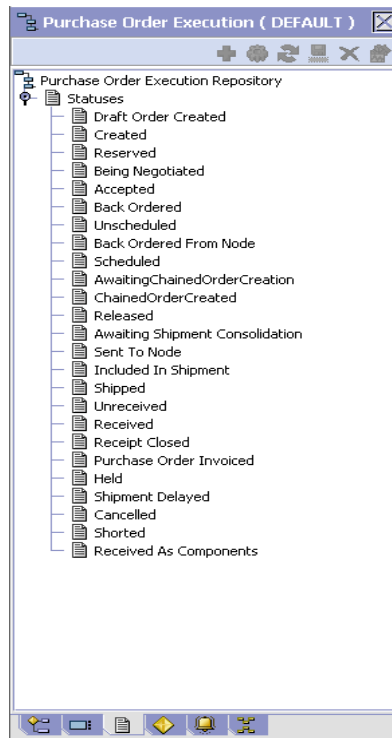 Purchase Order Execution ( DEFAULT )
Purchase Order Execution Repository
Statuses
Draft Order Created
Created
Reserved
Being Negotiated
Accepted
Back Ordered
Unscheduled
Back Ordered From Node
Scheduled
AwaitingChainedOrderCreation
ChainedOrderCreated
Released
Awaiting Shipment Consolidation
Sent To Node
Included In Shipment
Shipped
Unreceived
Received
Receipt Closed
Purchase Order Invoiced
Held
Shipment Delayed
Cancelled
Shorted
Received As Components